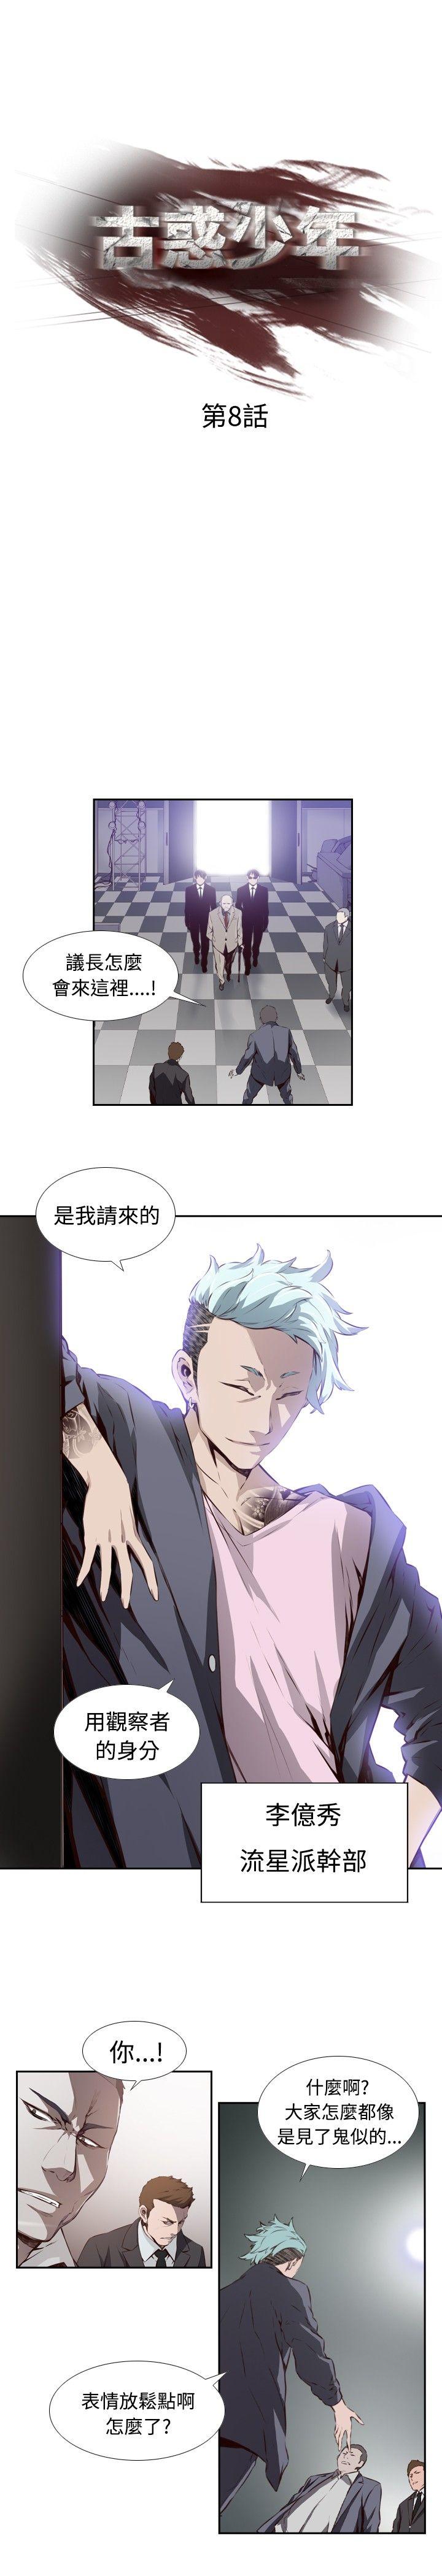 古惑少年
第8話
議長怎麼
會來這裡....!
是我請來的
用觀察者
的身分
李億秀
流星派幹部
你...!
什麼啊?
大家怎麼都像
是見了鬼似的...
表情放鬆點啊
怎麼了?